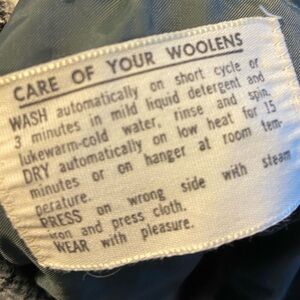 CARE OF YOUR WOOLENS
WASH automatically on short cycle or
3 minutes in mild liquid detergent and
lukewarm-cold water, rinse and spin.
DRY automatically on low heat for 15
minutes or on hanger at room tem-
perature.
PRESS on wrong side with steam
iron and press cloth.
WEAR with pleasure.